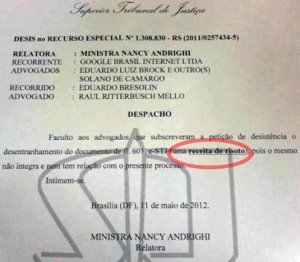 Superior Tribunal de Justiça
DESIS no RECURSO ESPECIAL Nº 1.308.830 - RS (2011/0257434-5)
RELATORA : MINISTRA NANCY ANDRIGHI
RECORRENTE : GOOGLE BRASIL INTERNET LTDA
ADVOGADOS : EDUARDO LUIZ BROCK E OUTRO(S)
SOLANO DE CAMARGO
RECORRIDO : EDUARDO BRESOLIN
ADVOGADO : RAUL RITTERBUSCH MELLO
DESPACHO
Faculto aos advogados que subscreveram a petição de desistência o
desentranhamento do documento de fl. 601, e-STJ (uma receita de risoto), pois o mesmo
não integra e nem tem relação com o presente processo.
Intimem-se.
Brasília (DF), 11 de maio de 2012.
MINISTRA NANCY ANDRIGHI
Relatora